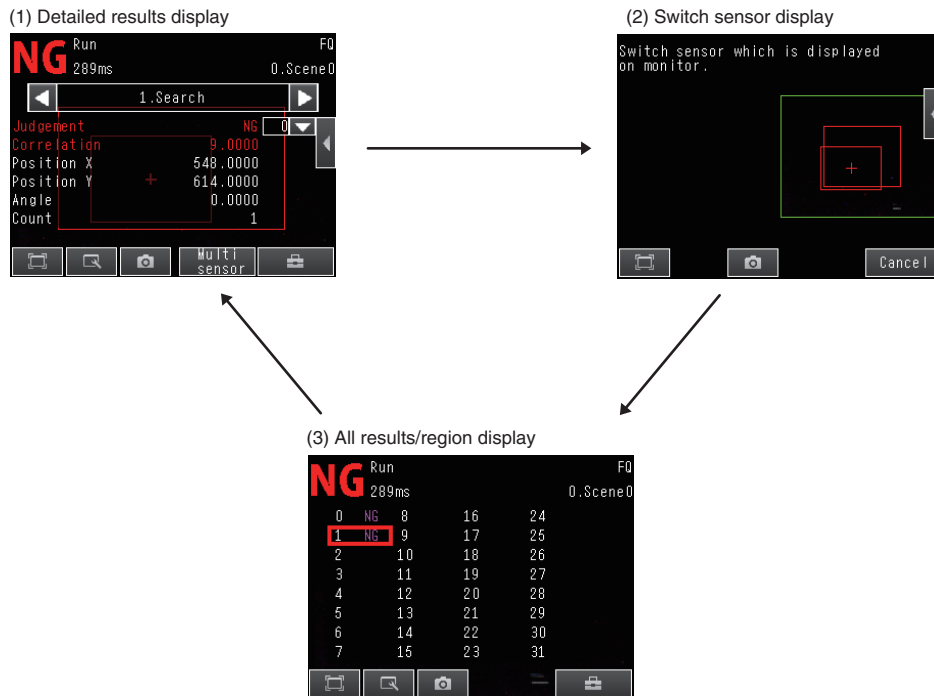 (1) Detailed results display
NG Run FQ
289ms 0.Scene0
1.Search
Judgement NG 0
Correlation 9.0000
Position X 548.0000
Position Y 614.0000
Angle 0.0000
Count 1
Multi
sensor
(2) Switch sensor display
Switch sensor which is displayed
on monitor.
Cancel
(3) All results/region display
NG Run FQ
289ms 0.Scene0
0 NG 8 16 24
1 NG 9 17 25
2 10 18 26
3 11 19 27
4 12 20 28
5 13 21 29
6 14 22 30
7 15 23 31